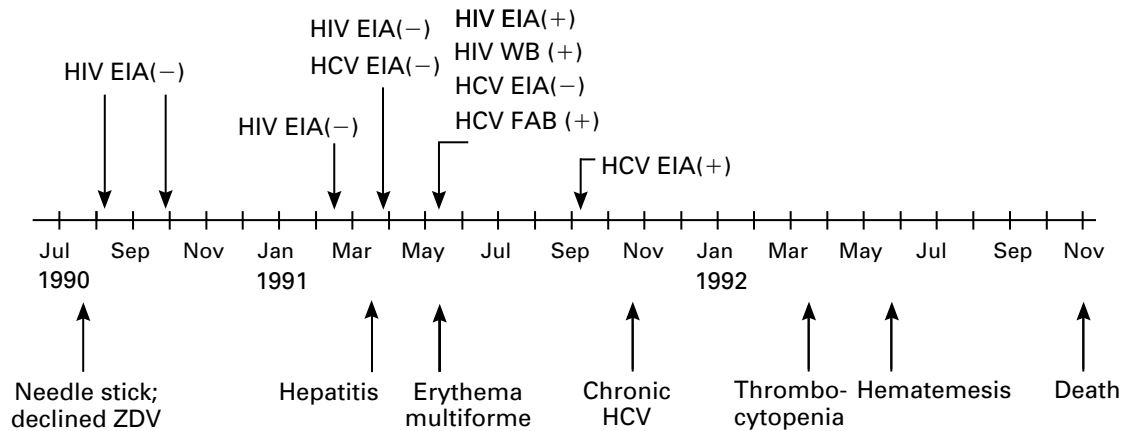 HIV EIA(−)
HIV EIA(−)
HIV EIA(−)
HCV EIA(−)
HIV EIA(+)
HIV WB (+)
HCV EIA(−)
HCV FAB (+)
HCV EIA(+)
Jul Sep Nov Jan Mar May Jul Sep Nov Jan Mar May Jul Sep Nov
1990 1991 1992
Needle stick;
declined ZDV
Hepatitis
Erythema
multiforme
Chronic
HCV
Thrombo-
cytopenia
Hematemesis
Death